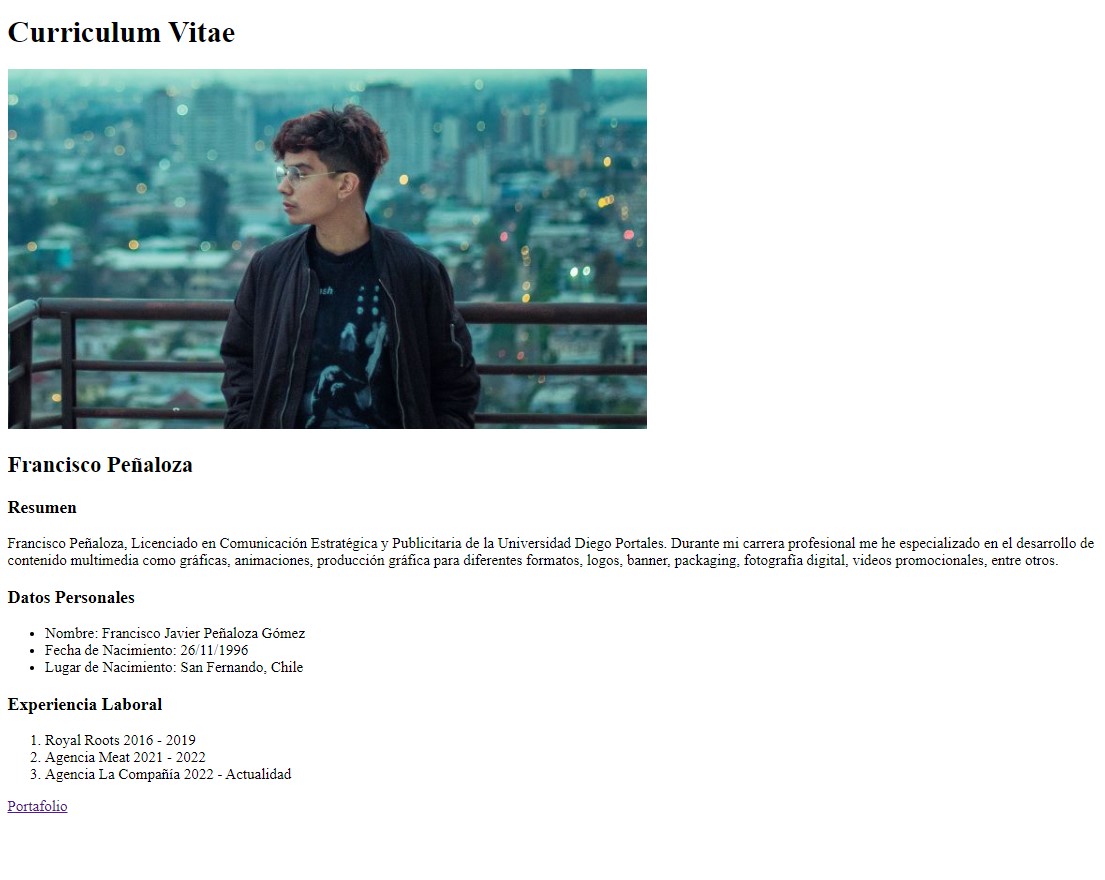 Curriculum Vitae
Francisco Peñaloza
Resumen
Francisco Peñaloza, Licenciado en Comunicación Estratégica y Publicitaria de la Universidad Diego Portales. Durante mi carrera profesional me he especializado en el desarrollo de
contenido multimedia como gráficas, animaciones, producción gráfica para diferentes formatos, logos, banner, packaging, fotografía digital, videos promocionales, entre otros.
Datos Personales
• Nombre: Francisco Javier Peñaloza Gómez
• Fecha de Nacimiento: 26/11/1996
• Lugar de Nacimiento: San Fernando, Chile
Experiencia Laboral
1. Royal Roots 2016 - 2019
2. Agencia Meat 2021 - 2022
3. Agencia La Compañía 2022 - Actualidad
Portafolio